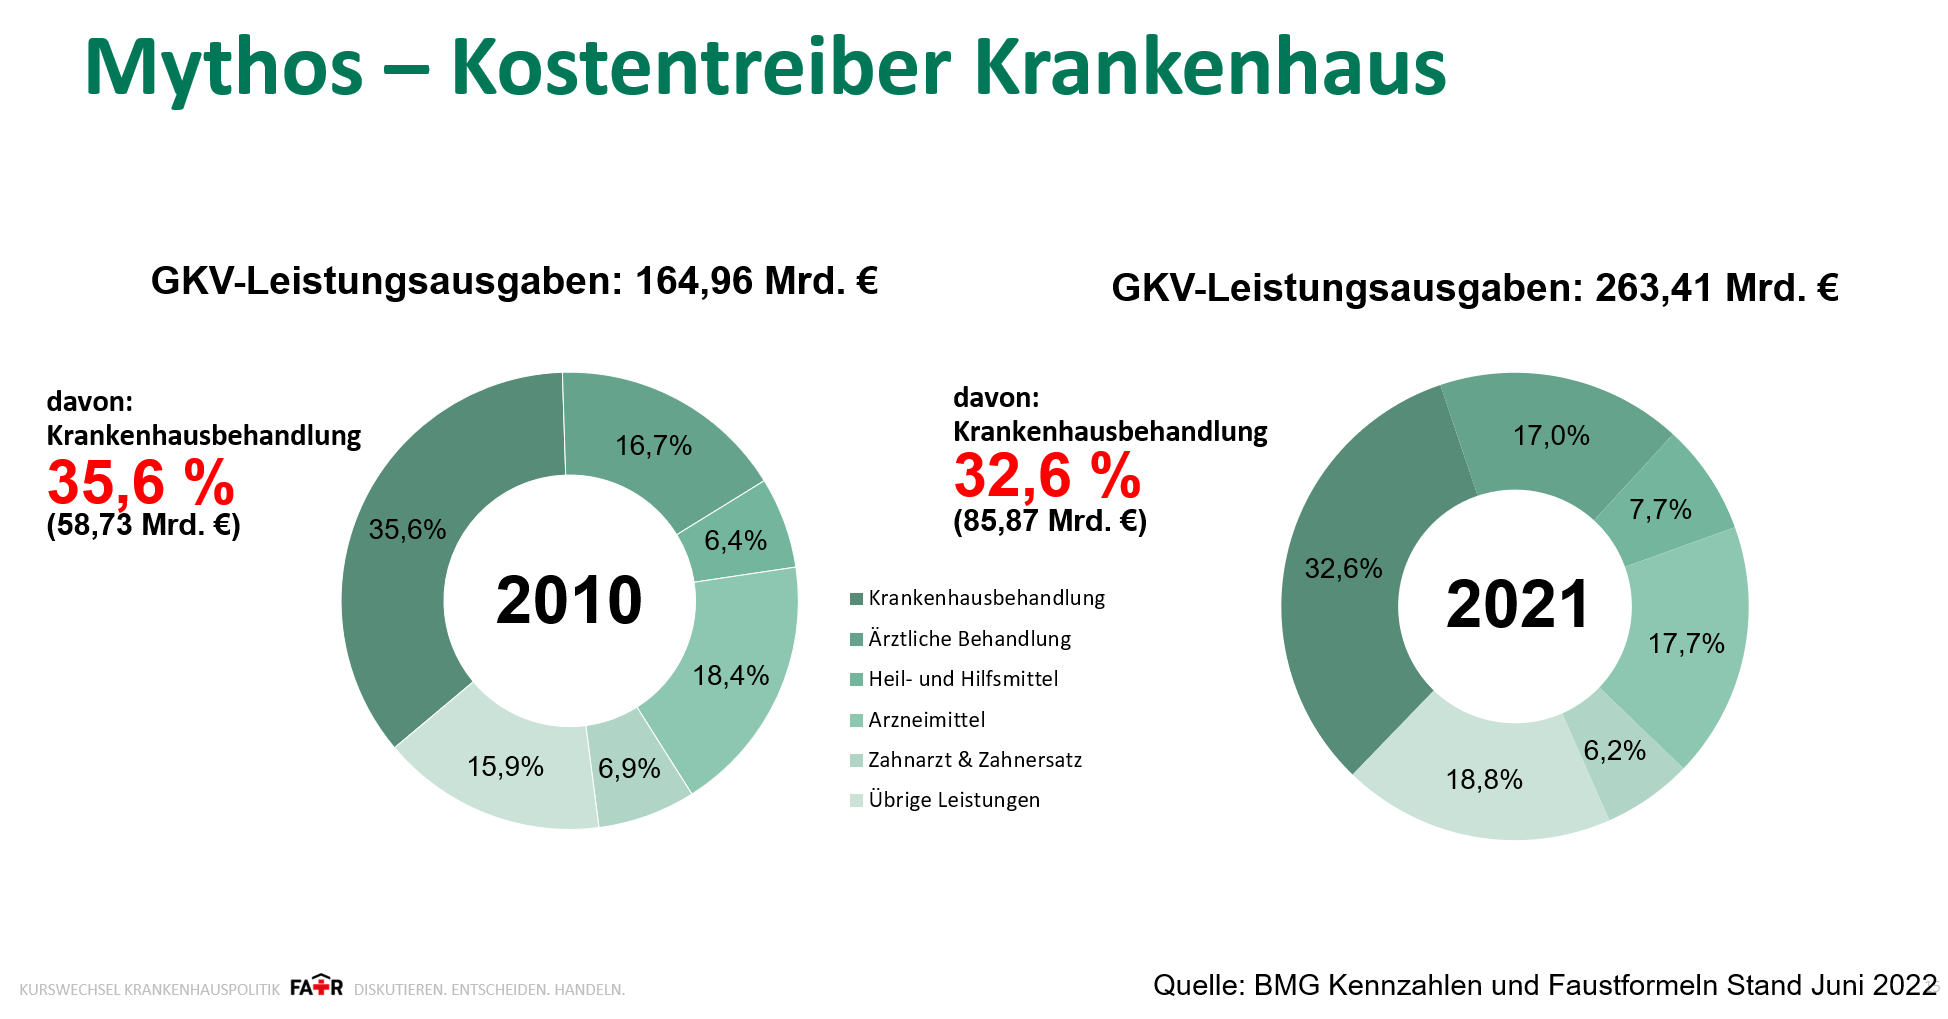 Mythos – Kostentreiber Krankenhaus
GKV-Leistungsausgaben: 164,96 Mrd. €
davon:
Krankenhausbehandlung
35,6 %
(58,73 Mrd. €)
16,7%
6,4%
18,4%
6,9%
15,9%
35,6%
2010
Krankenhausbehandlung
Ärztliche Behandlung
Heil- und Hilfsmittel
Arzneimittel
Zahnarzt & Zahnersatz
Übrige Leistungen
GKV-Leistungsausgaben: 263,41 Mrd. €
davon:
Krankenhausbehandlung
32,6 %
(85,87 Mrd. €)
17,0%
7,7%
17,7%
6,2%
18,8%
32,6%
2021
KURSWECHSEL KRANKENHAUSPOLITIK FAIR DISKUTIEREN. ENTSCHEIDEN. HANDELN.
Quelle: BMG Kennzahlen und Faustformeln Stand Juni 2022